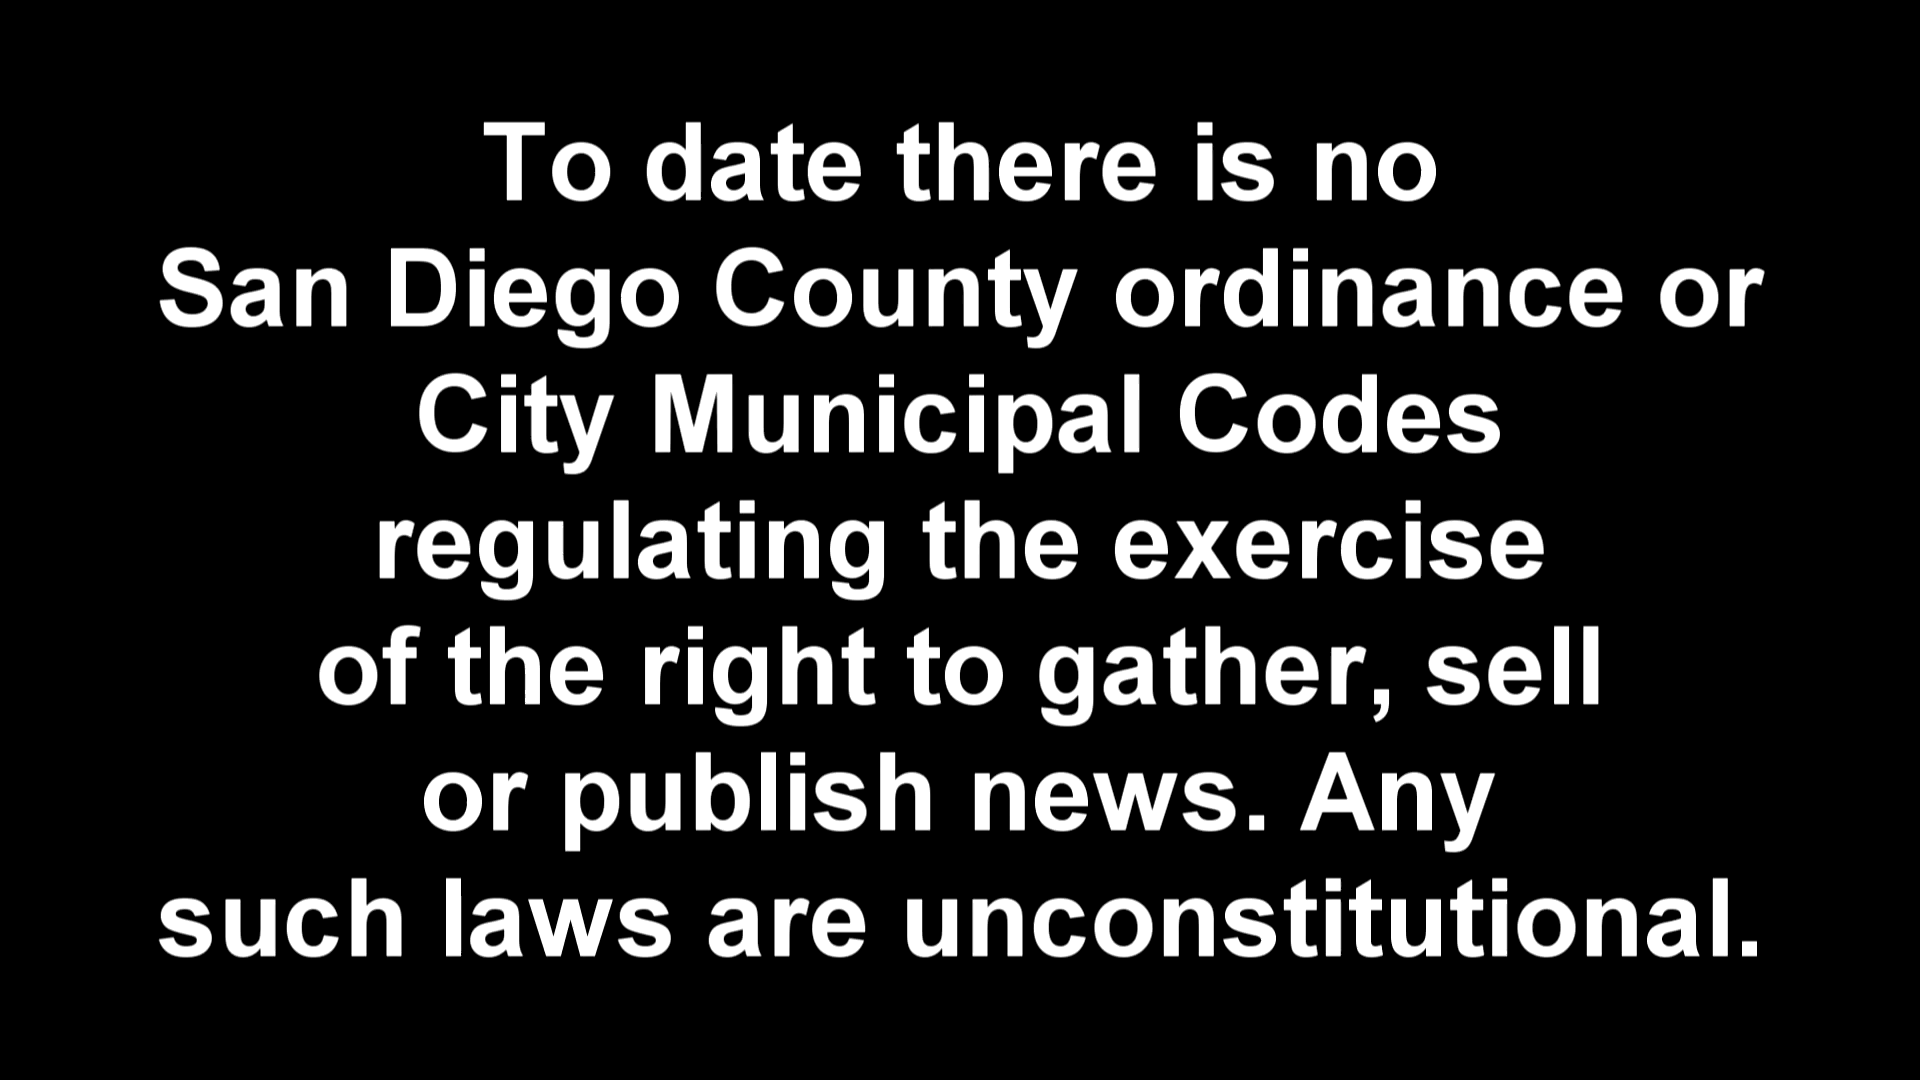 To date there is no
San Diego County ordinance or
City Municipal Codes
regulating the exercise
of the right to gather, sell
or publish news. Any
such laws are unconstitutional.